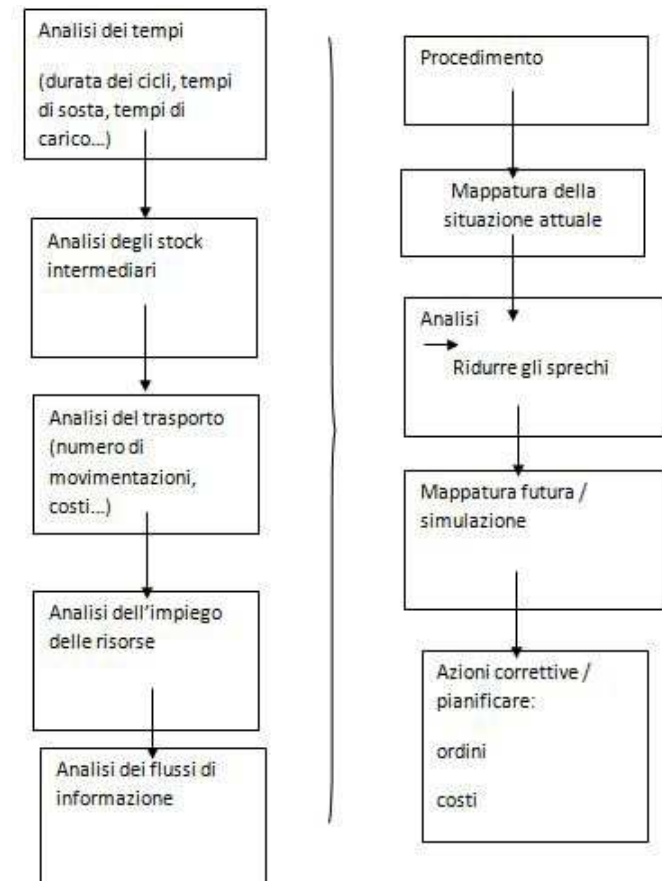 Analisi dei tempi
(durata dei cicli, tempi
di sosta, tempi di
carico...)
Analisi degli stock
intermediari
Analisi del trasporto
(numero di
movimentazioni,
costi...)
Analisi dell'impiego
delle risorse
Analisi dei flussi di
informazione
Procedimento
Mappatura della
situazione attuale
Analisi
Ridurre gli sprechi
Mappatura futura /
simulazione
Azioni correttive /
pianificare:
ordini
costi